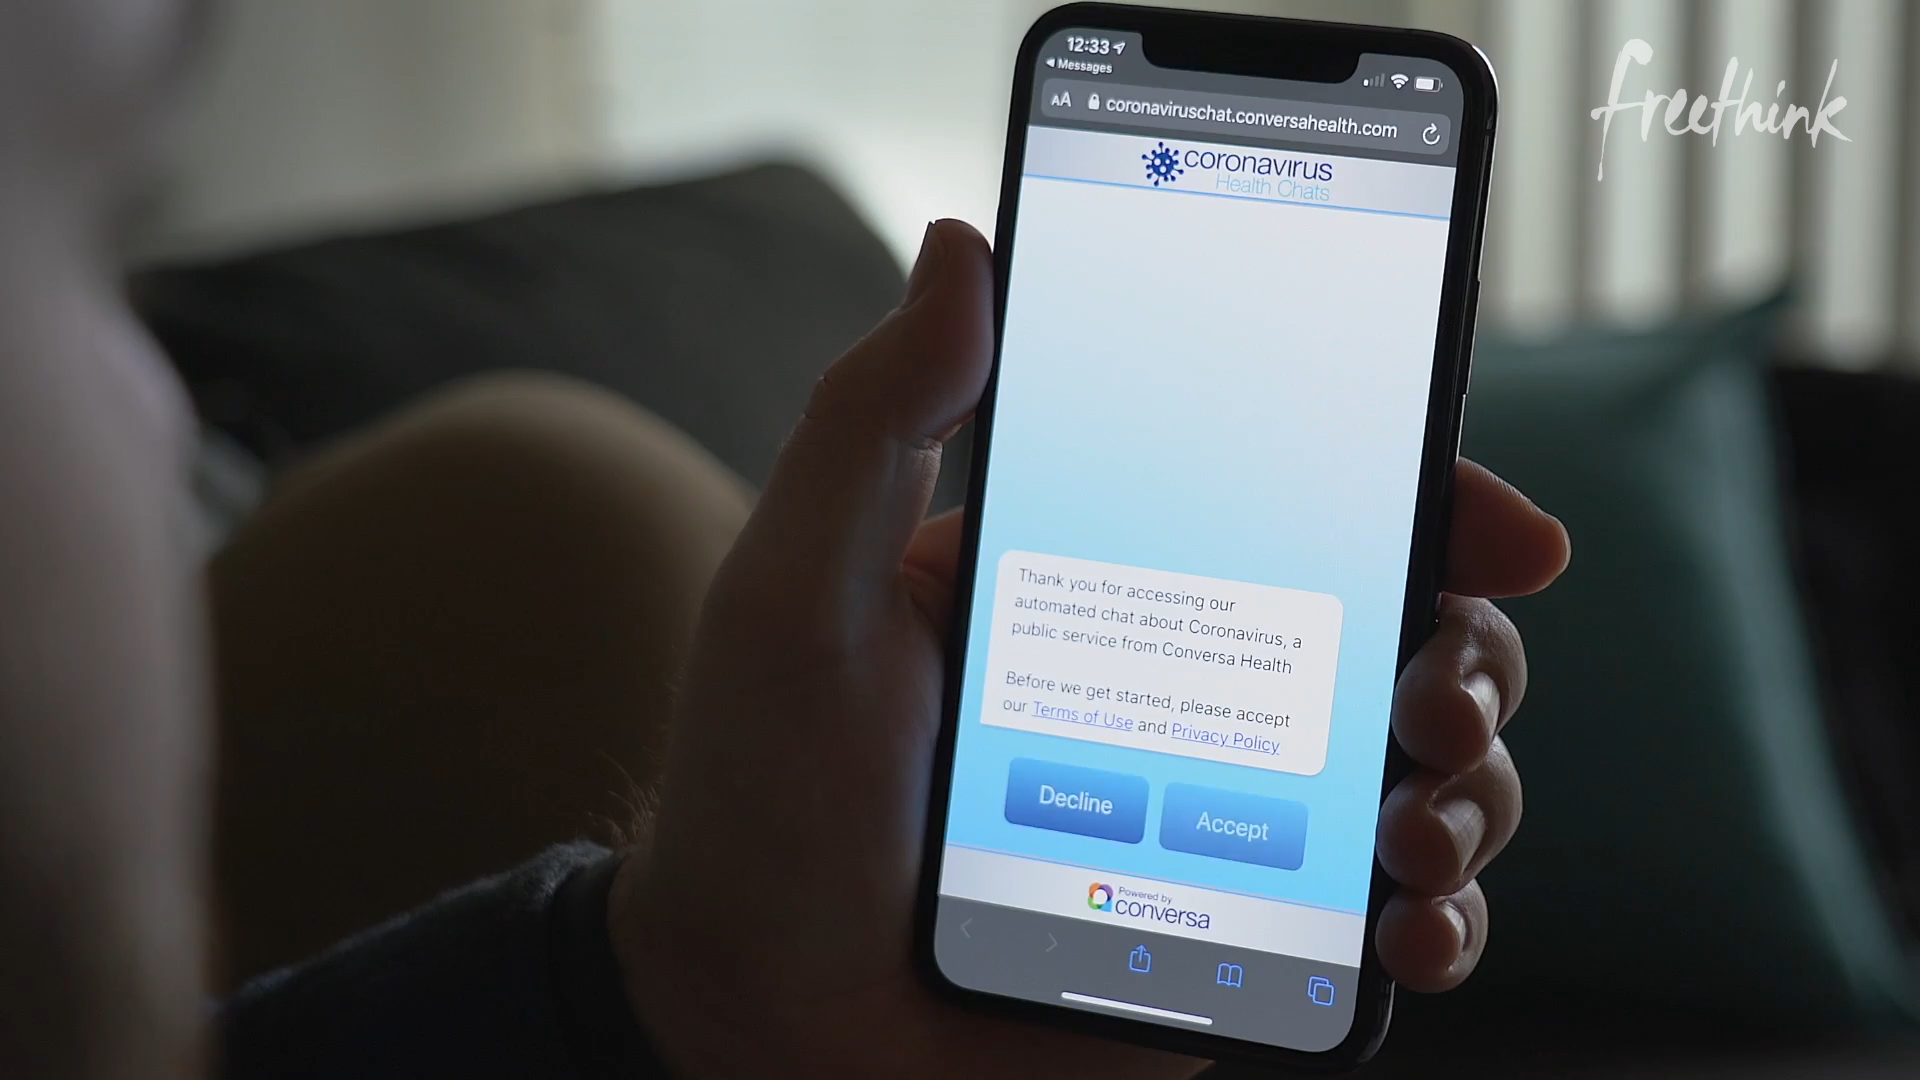 freethink
12:33
Messages
AA coronaviruschat.conversahealth.com
coronavirus
Health Chats
Thank you for accessing our
automated chat about Coronavirus, a
public service from Conversa Health
Before we get started, please accept
our Terms of Use and Privacy Policy
Decline
Accept
Powered by
conversa